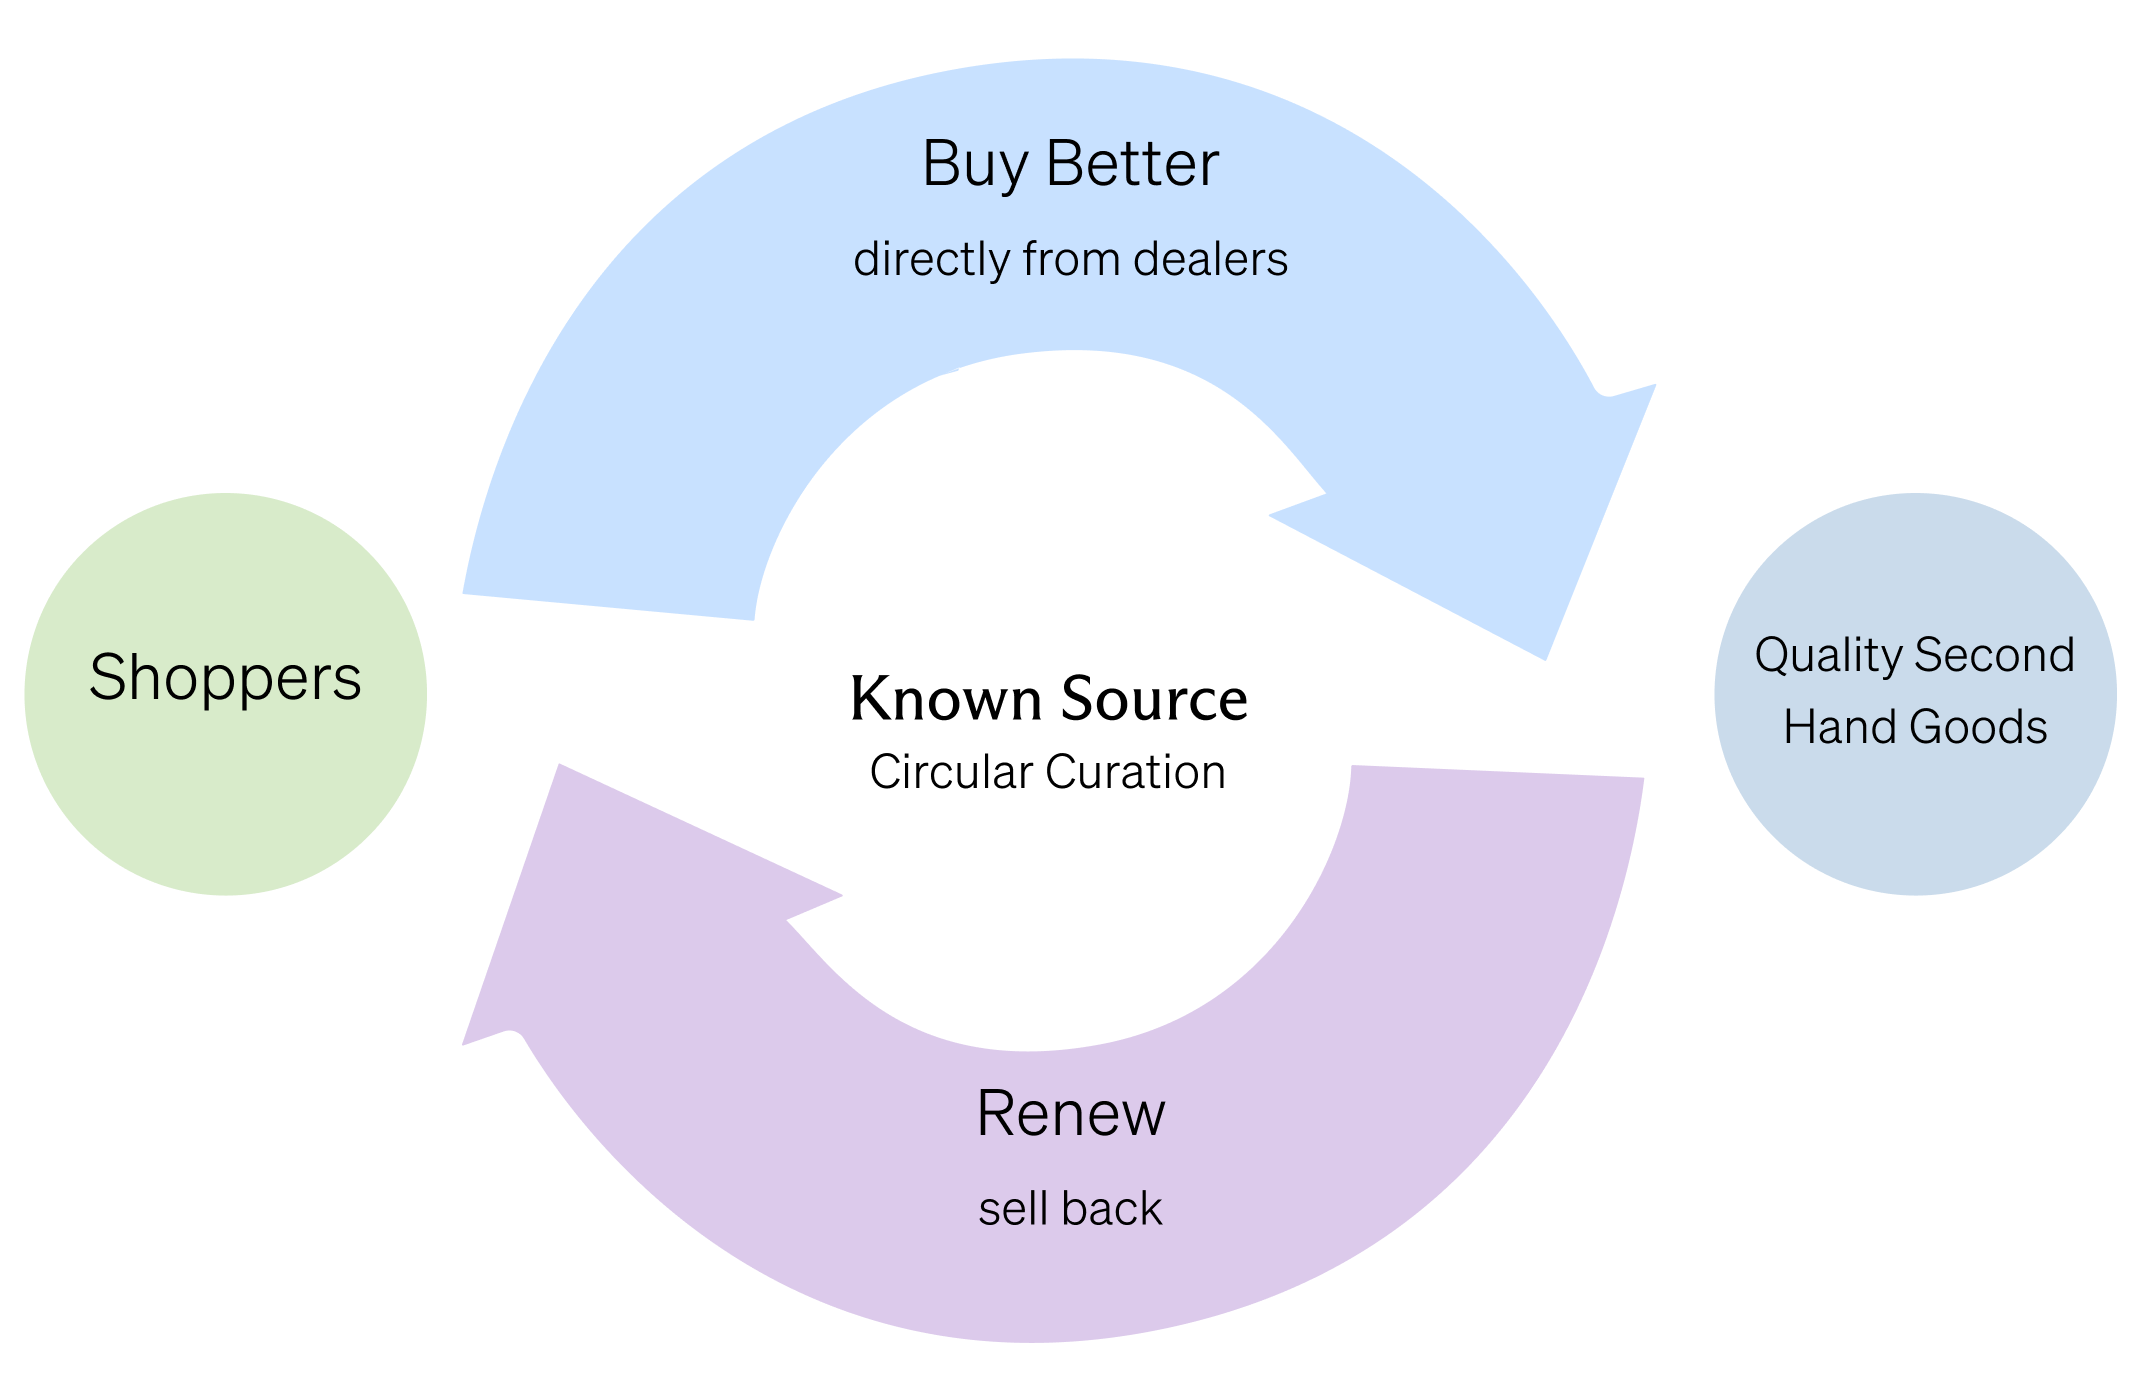 Buy Better
directly from dealers
Shoppers
Known Source
Circular Curation
Quality Second
Hand Goods
Renew
sell back